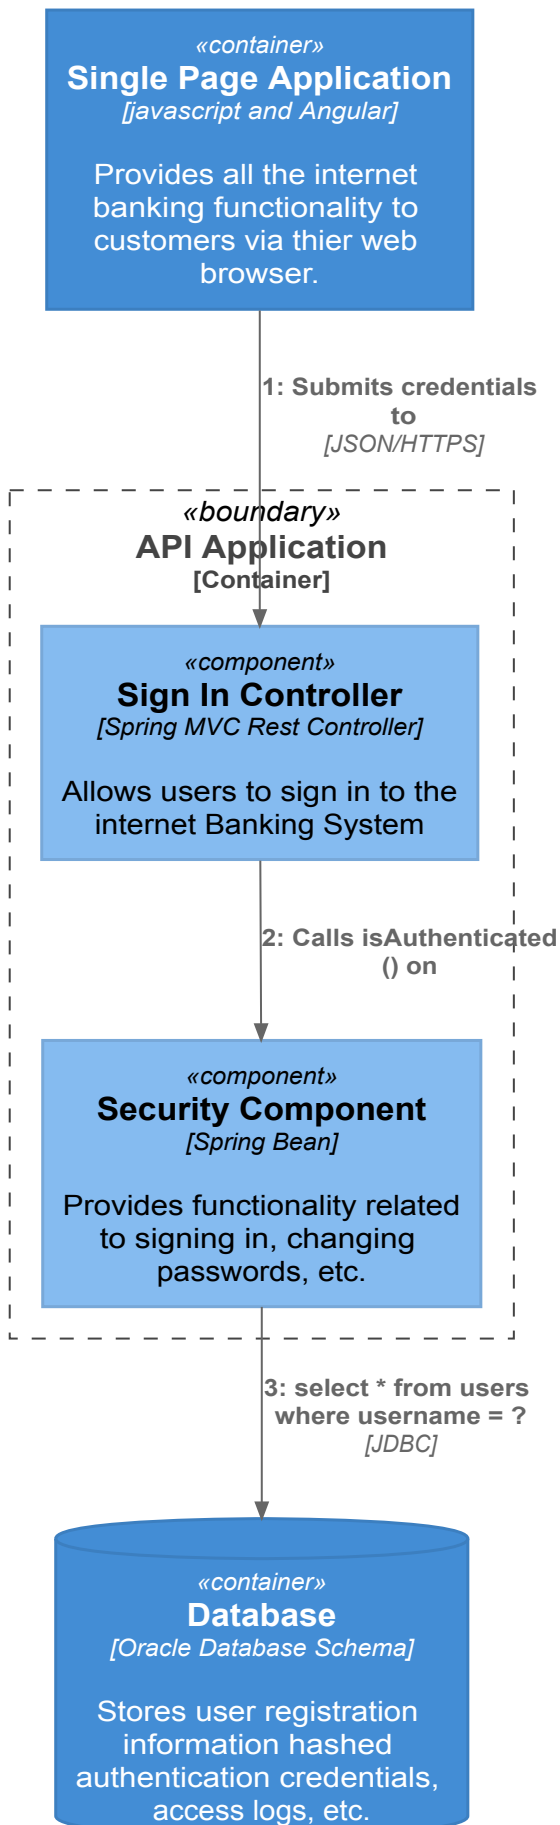 «container»
Single Page Application
[javascript and Angular]
Provides all the internet
banking functionality to
customers via thier web
browser.
1: Submits credentials
to
[JSON/HTTPS]
«boundary»
API Application
[Container]
«component»
Sign In Controller
[Spring MVC Rest Controller]
Allows users to sign in to the
internet Banking System
2: Calls isAuthenticated
() on
«component»
Security Component
[Spring Bean]
Provides functionality related
to signing in, changing
passwords, etc.
3: select * from users
where username = ?
[JDBC]
«container»
Database
[Oracle Database Schema]
Stores user registration
information hashed
authentication credentials,
access logs, etc.